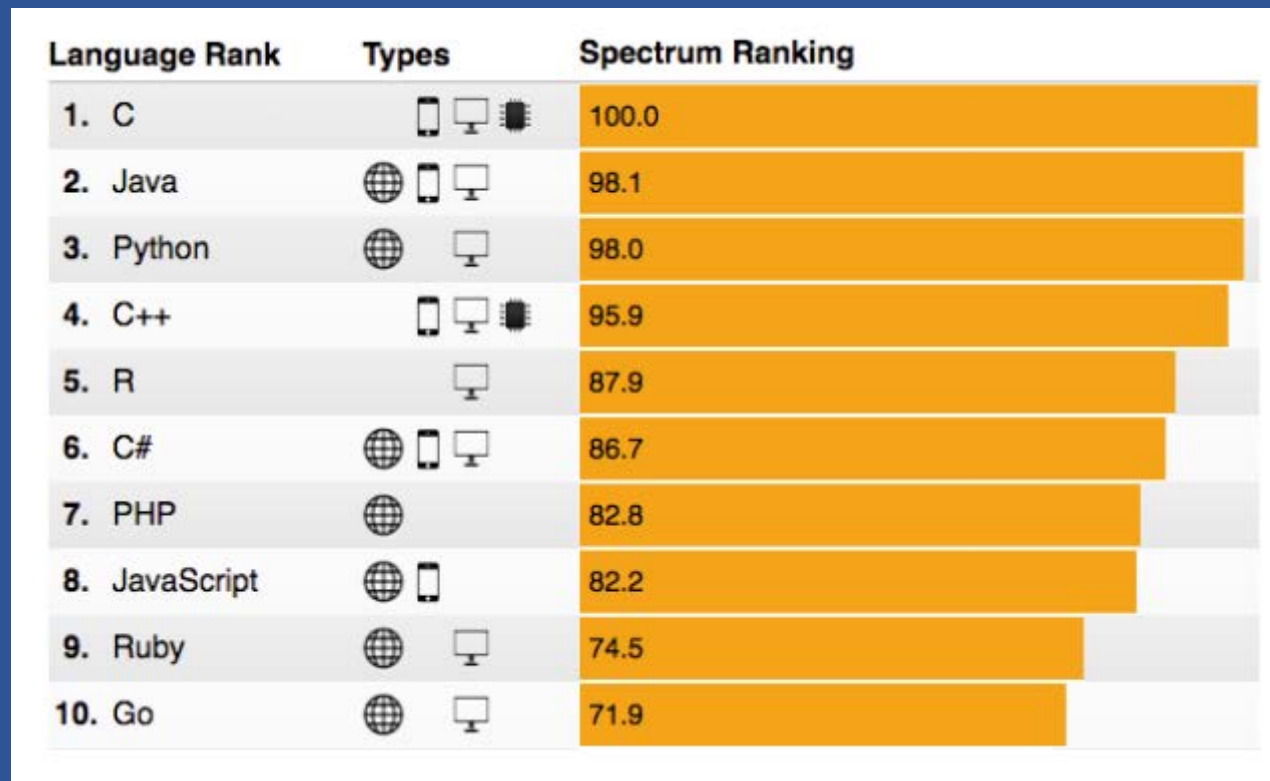 Language Rank Types Spectrum Ranking
1. C 100.0
2. Java 98.1
3. Python 98.0
4. C++ 95.9
5. R 87.9
6. C# 86.7
7. PHP 82.8
8. JavaScript 82.2
9. Ruby 74.5
10. Go 71.9